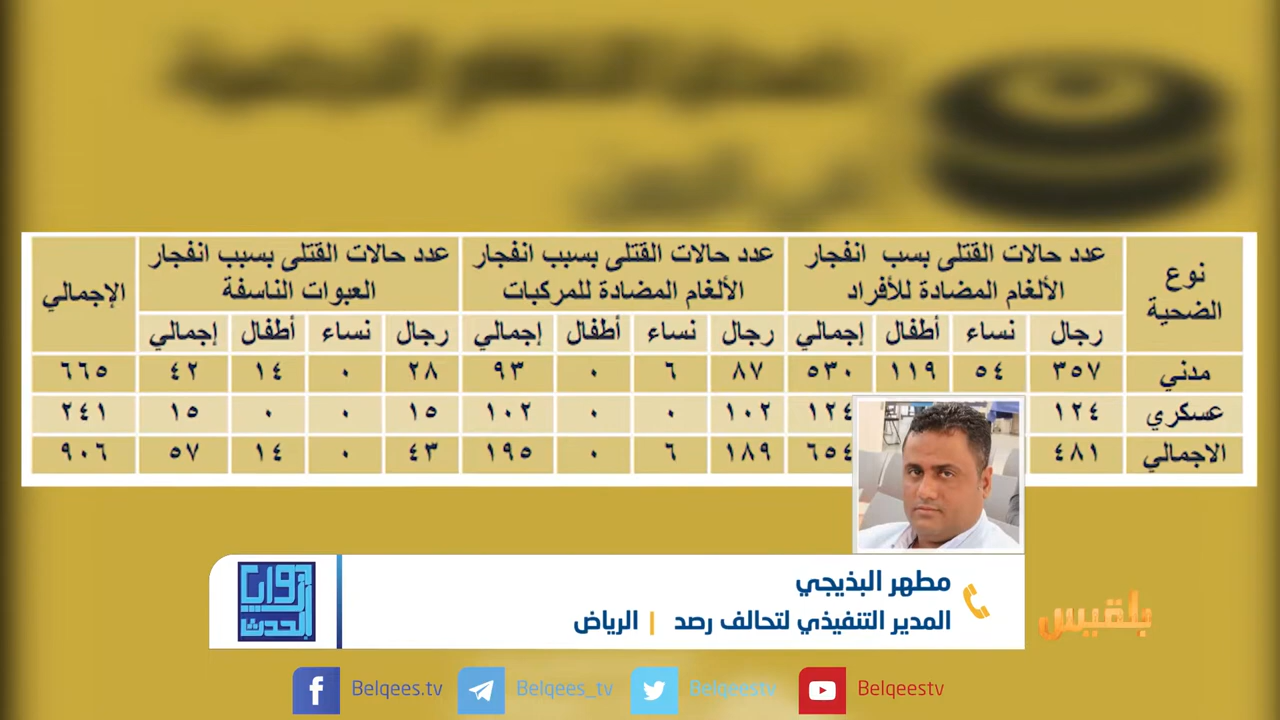 نوع الضحية
عدد حالات القتلى بسب انفجار الألغام المضادة للأفراد
عدد حالات القتلى بسبب انفجار الألغام المضادة للمركبات
عدد حالات القتلى بسبب انفجار العبوات الناسفة
الإجمالي
رجال نساء أطفال إجمالي رجال نساء أطفال إجمالي رجال نساء أطفال إجمالي
مدني ٣٥٧ ٥٤ ١١٩ ٥٣٠ ٨٧ ٦ ٠ ٩٣ ٢٨ ٠ ١٤ ٤٢ ٦٦٥
عسكري ١٢٤ ١٢٤ ١٠٢ ٠ ٠ ١٠٢ ١٥ ٠ ٠ ١٥ ٢٤١
الاجمالي ٤٨١ ٦٥٤ ١٨٩ ٦ ٠ ١٩٥ ٤٣ ٠ ١٤ ٥٧ ٩٠٦
مطهر البذيجي
المدير التنفيذي لتحالف رصد | الرياض
زوايا الحدث
بلقيس
Belqees.tv
Belqees_tv
Belqeestv
Belqeestv